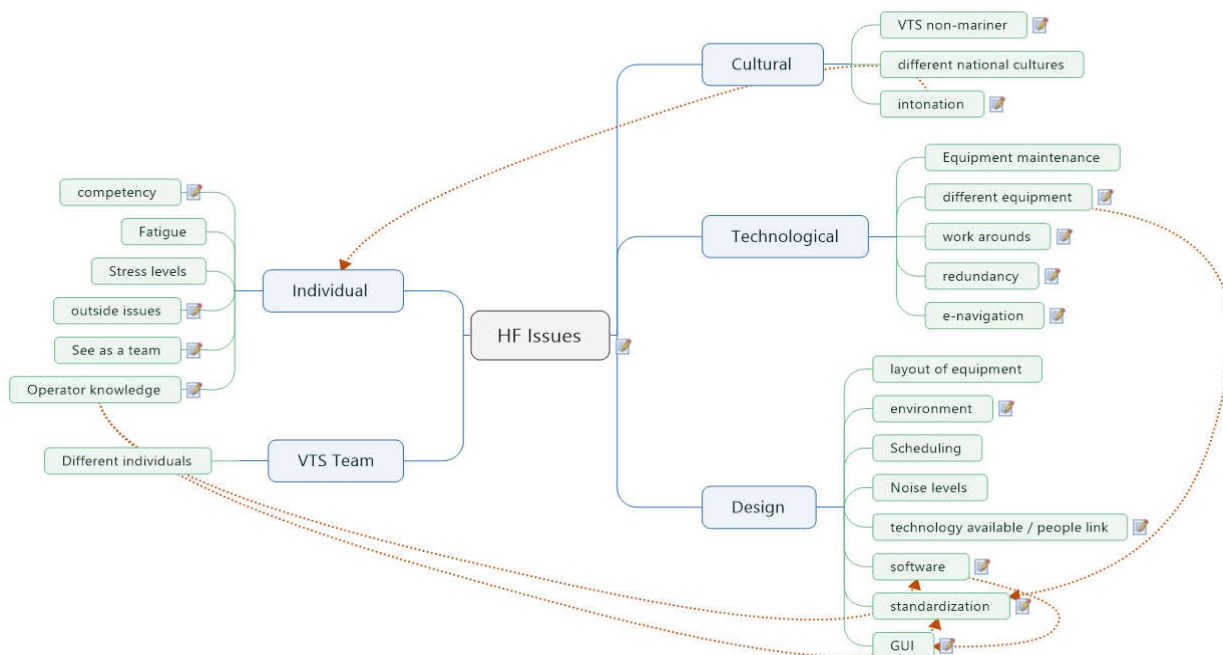 HF Issues
Cultural
VTS non-mariner
different national cultures
intonation
Technological
Equipment maintenance
different equipment
work arounds
redundancy
e-navigation
Design
layout of equipment
environment
Scheduling
Noise levels
technology available / people link
software
standardization
GUI
Individual
competency
Fatigue
Stress levels
outside issues
See as a team
Operator knowledge
VTS Team
Different individuals